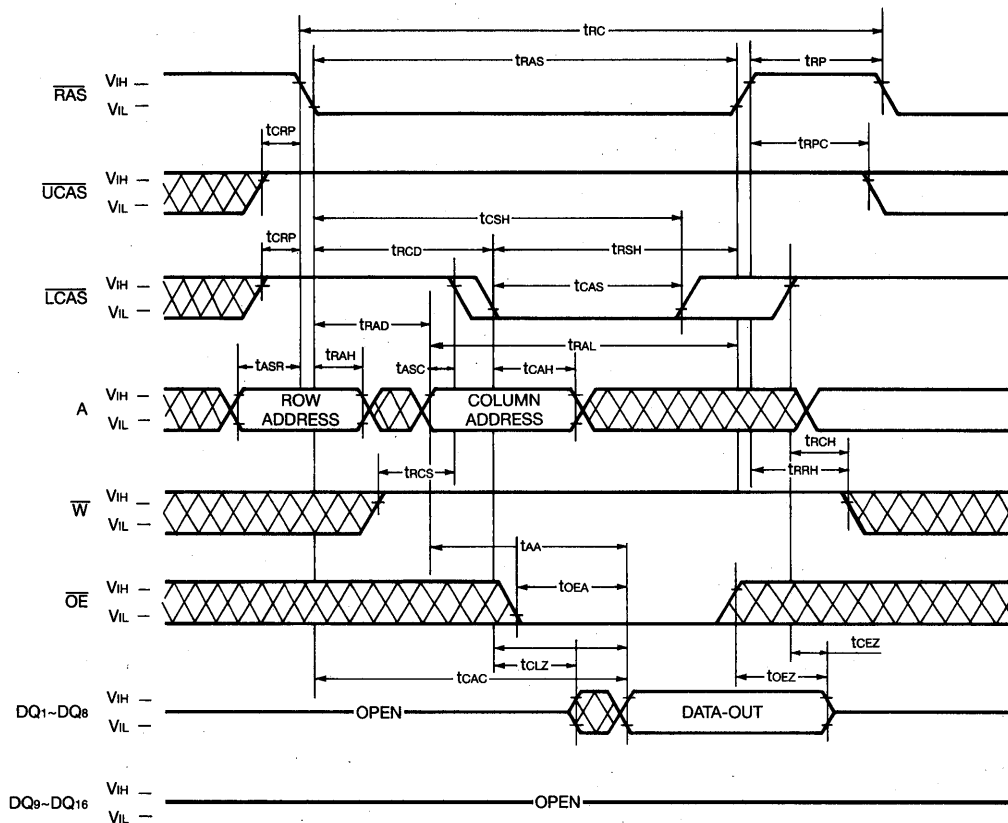 tRC
tRAS
tRP
RAS
VIH
VIL
tCRP
tRPC
UCAS
VIH
VIL
tCSH
tCRP
tRCD
tRSH
LCAS
VIH
VIL
tCAS
tRAD
tRAL
tASR
tRAH
tASC
tCAH
A
VIH
VIL
ROW
ADDRESS
COLUMN
ADDRESS
tRCH
tRCS
tRRH
W
VIH
VIL
tAA
OE
VIH
VIL
tOEA
tCEZ
tCLZ
tOEZ
tCAC
DQ1~DQ8
VIH
VIL
OPEN
DATA-OUT
DQ9~DQ16
VIH
VIL
OPEN